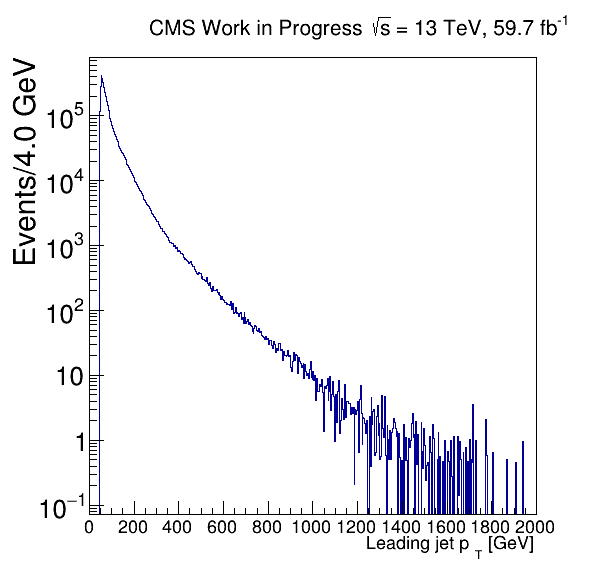 CMS Work in Progress √s = 13 TeV, 59.7 fb⁻¹
Events/4.0 GeV
10⁵
10⁴
10³
10²
10
1
10⁻¹
0 200 400 600 800 1000 1200 1400 1600 1800 2000
Leading jet p_T [GeV]